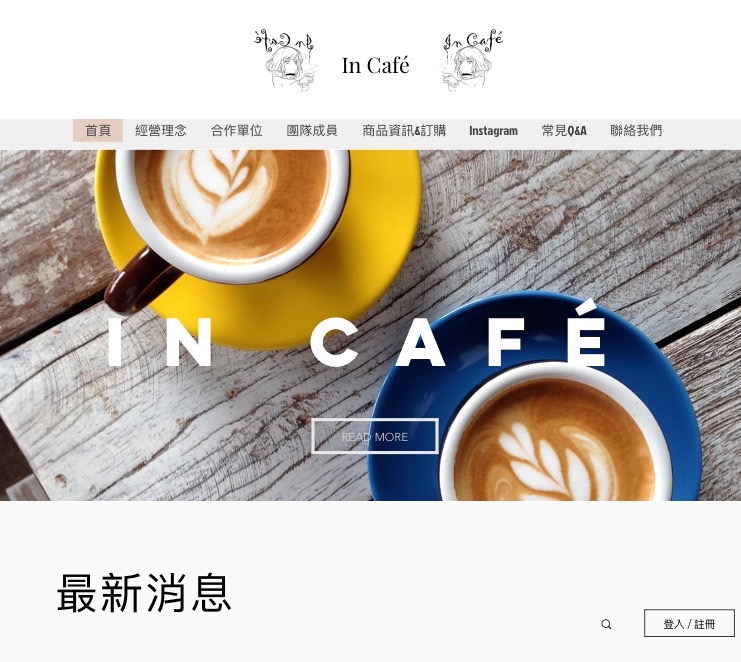 In Café
In Café
In Café
首頁 經營理念 合作單位 團隊成員 商品資訊&訂購 Instagram 常見Q&A 聯絡我們
IN CAFÉ
READ MORE
最新消息
登入 / 註冊